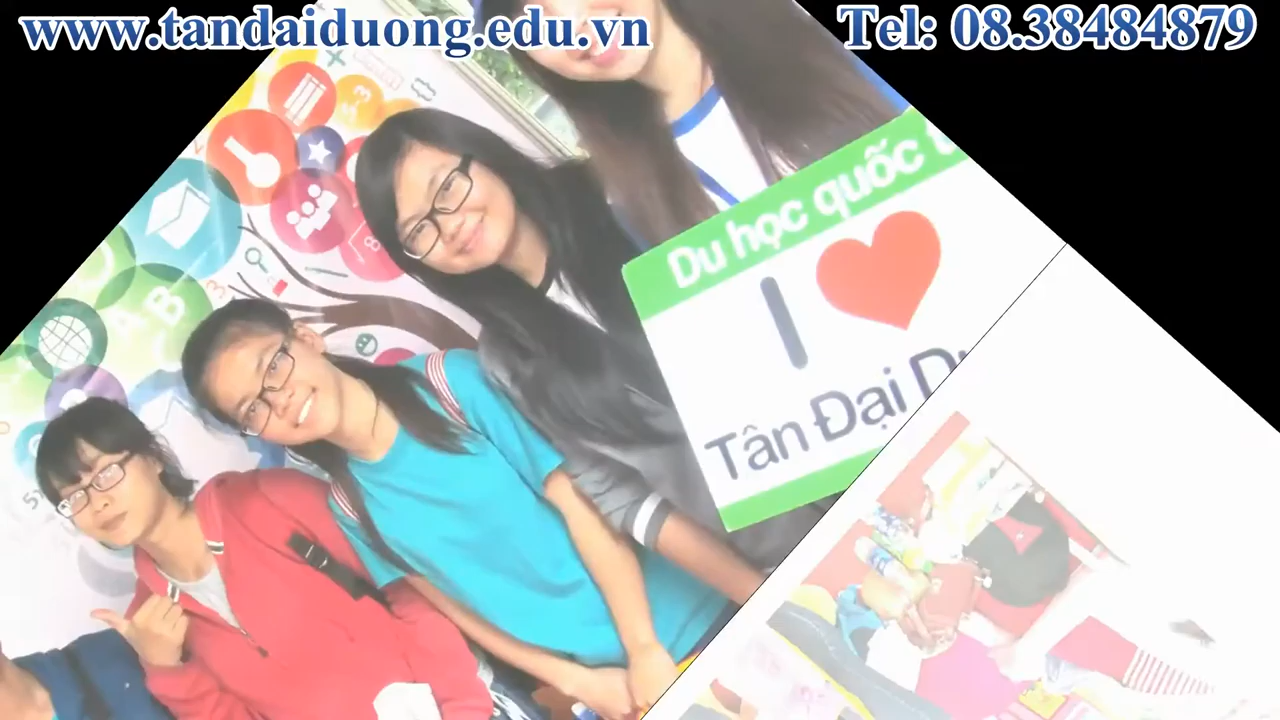 www.tandaiduong.edu.vn
Tel: 08.38484879
Du học quốc
I
Tân Đại
A
B